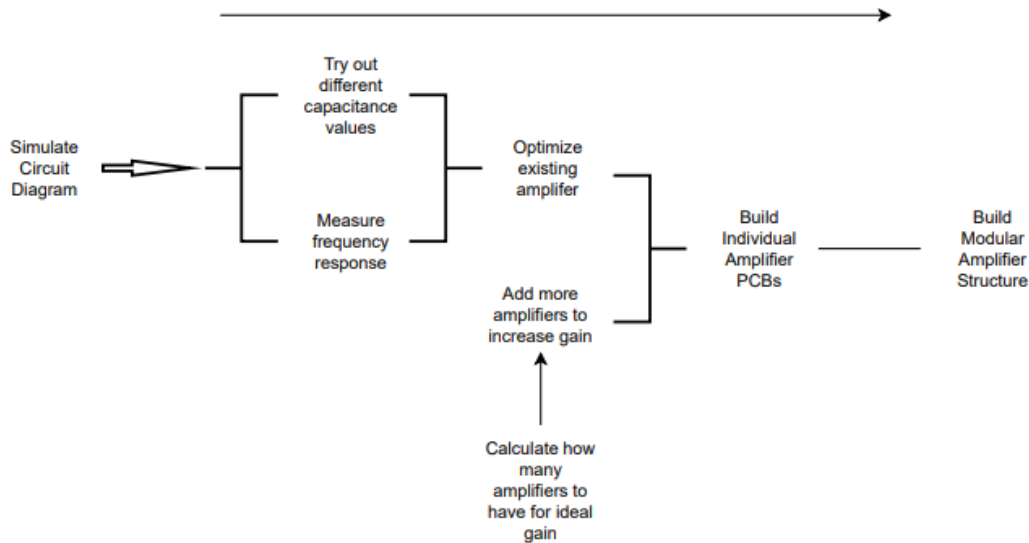 Simulate
Circuit
Diagram
Try out
different
capacitance
values
Measure
frequency
response
Optimize
existing
amplifer
Add more
amplifiers to
increase gain
Calculate how
many
amplifiers to
have for ideal
gain
Build
Individual
Amplifier
PCBs
Build
Modular
Amplifier
Structure